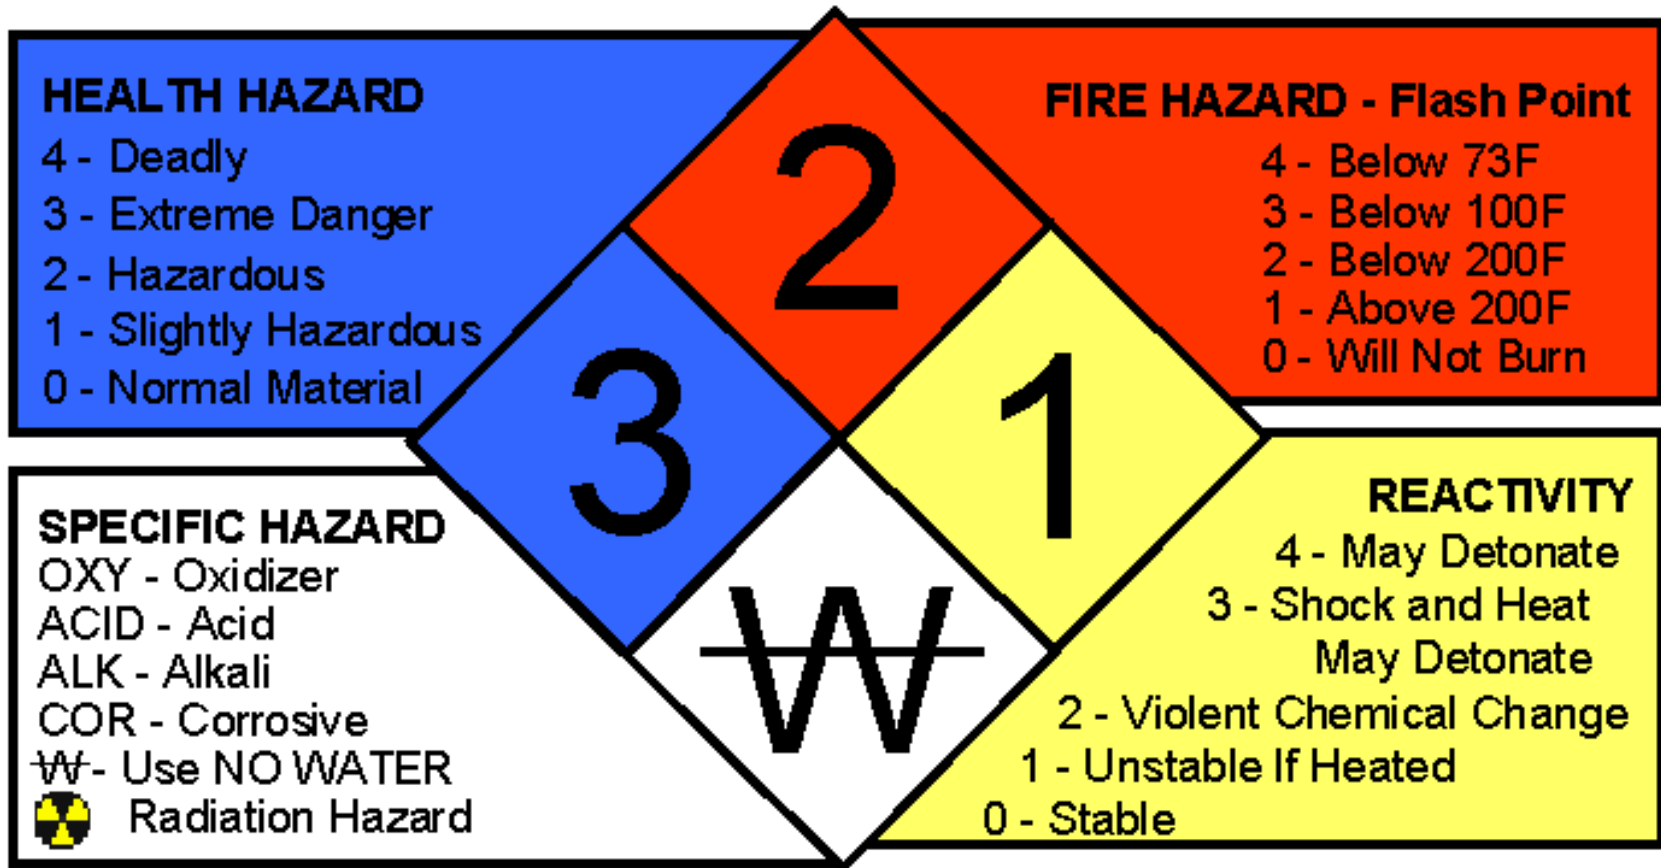 HEALTH HAZARD
4 - Deadly
3 - Extreme Danger
2 - Hazardous
1 - Slightly Hazardous
0 - Normal Material
FIRE HAZARD - Flash Point
4 - Below 73F
3 - Below 100F
2 - Below 200F
1 - Above 200F
0 - Will Not Burn
2
3
1
W
SPECIFIC HAZARD
OXY - Oxidizer
ACID - Acid
ALK - Alkali
COR - Corrosive
W - Use NO WATER
Radiation Hazard
REACTIVITY
4 - May Detonate
3 - Shock and Heat
May Detonate
2 - Violent Chemical Change
1 - Unstable If Heated
0 - Stable